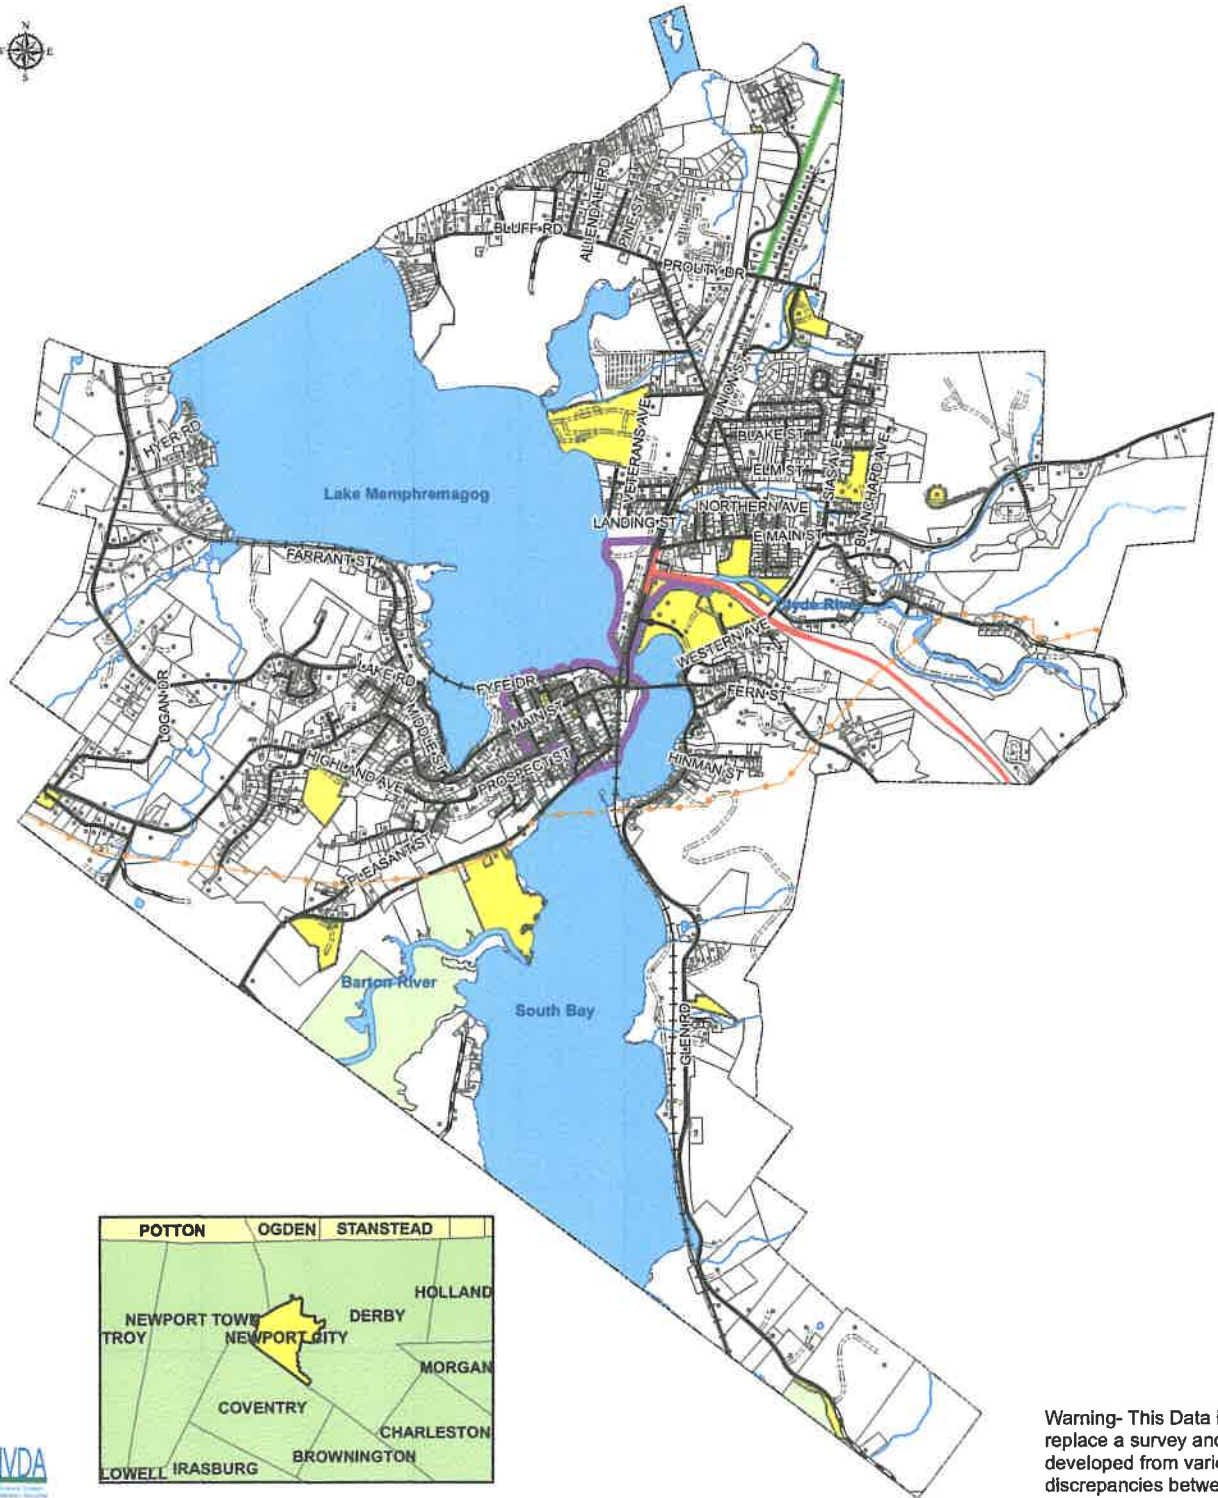 N
E
S
ALLENDALE RD
PINE ST
BLUFF RD
PROUTY DR
UNION ST
HYER RD
VETERANS AVE
BLAKE ST
SIAS AVE
BLANCHARD AVE
ELM ST
Lake Memphremagog
NORTHERN AVE
LANDING ST
E MAIN ST
FARRANT ST
Clyde River
WESTERN AVE
LAKE RD
LOGAN DR
FYFE DR
FERN ST
MAIN ST
MIDDLE ST
HIGHLAND AVE
PROSPECT ST
HINMAN ST
PLEASANT ST
Barton River
South Bay
GLEN RD
POTTON
OGDEN
STANSTEAD
HOLLAND
NEWPORT TOWN
DERBY
TROY
NEWPORT CITY
MORGAN
COVENTRY
CHARLESTON
BROWNINGTON
LOWELL
IRASBURG
VDA
Warning- This Data i
replace a survey and
developed from vario
discrepancies betwe